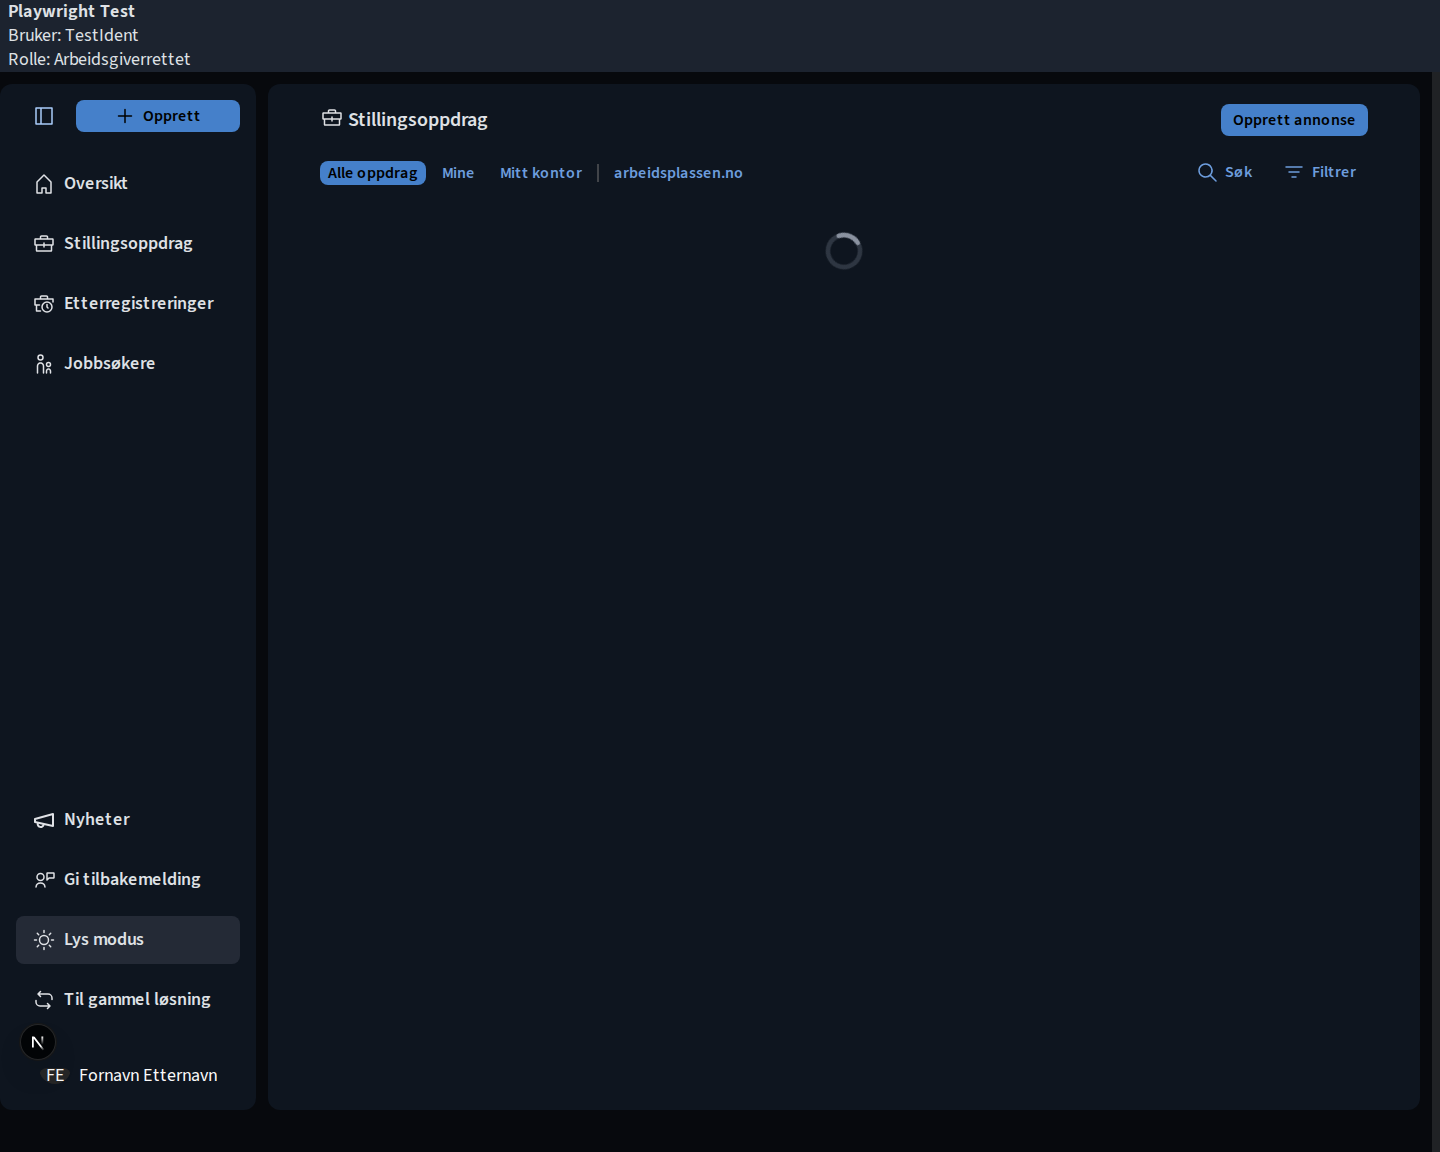 Playwright Test
Bruker: TestIdent
Rolle: Arbeidsgiverrettet
Opprett
Oversikt
Stillingsoppdrag
Etterregistreringer
Jobbsøkere
Nyheter
Gi tilbakemelding
Lys modus
Til gammel løsning
N
FE Fornavn Etternavn
Stillingsoppdrag
Opprett annonse
Alle oppdrag Mine Mitt kontor arbeidsplassen.no
Søk Filtrer